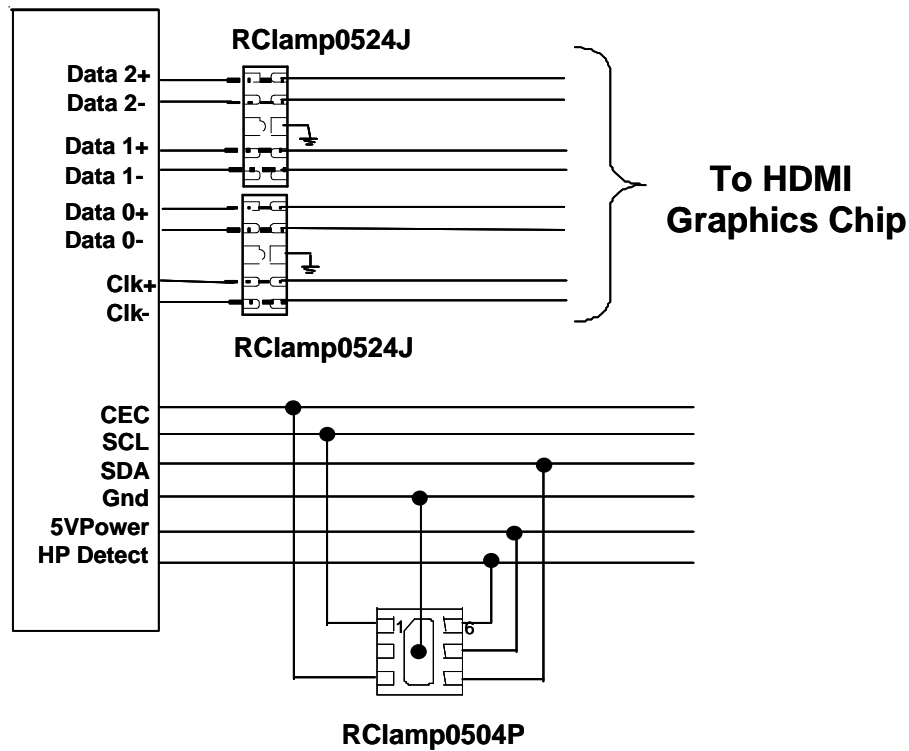 RClamp0524J
Data 2+
Data 2-
Data 1+
Data 1-
Data 0+
Data 0-
Clk+
Clk-
To HDMI
Graphics Chip
RClamp0524J
CEC
SCL
SDA
Gnd
5VPower
HP Detect
1
6
RClamp0504P